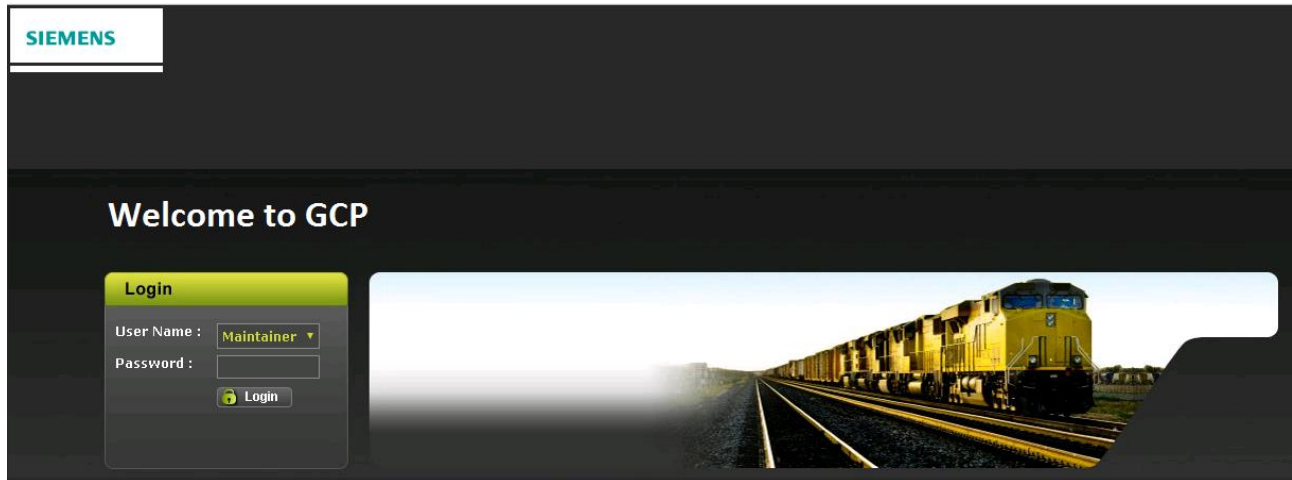 SIEMENS
Welcome to GCP
Login
User Name :
Maintainer
Password :
Login